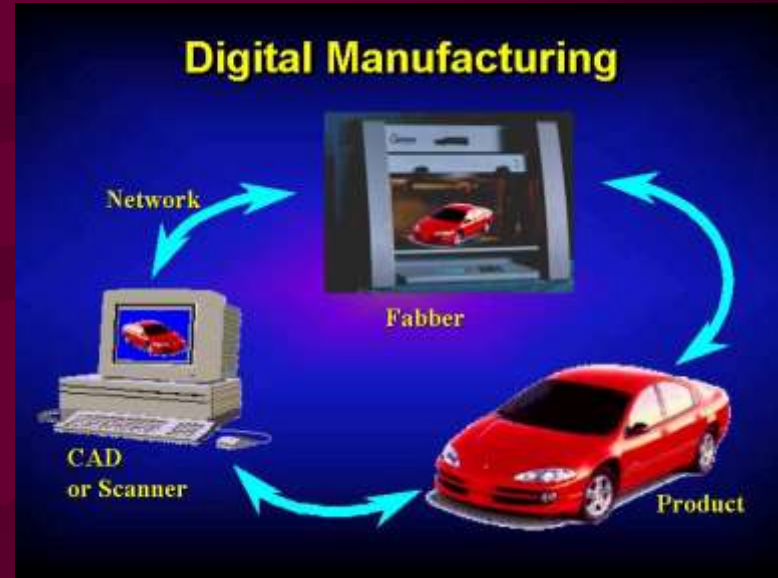 Digital Manufacturing
Network
Fabber
CAD
or Scanner
Product